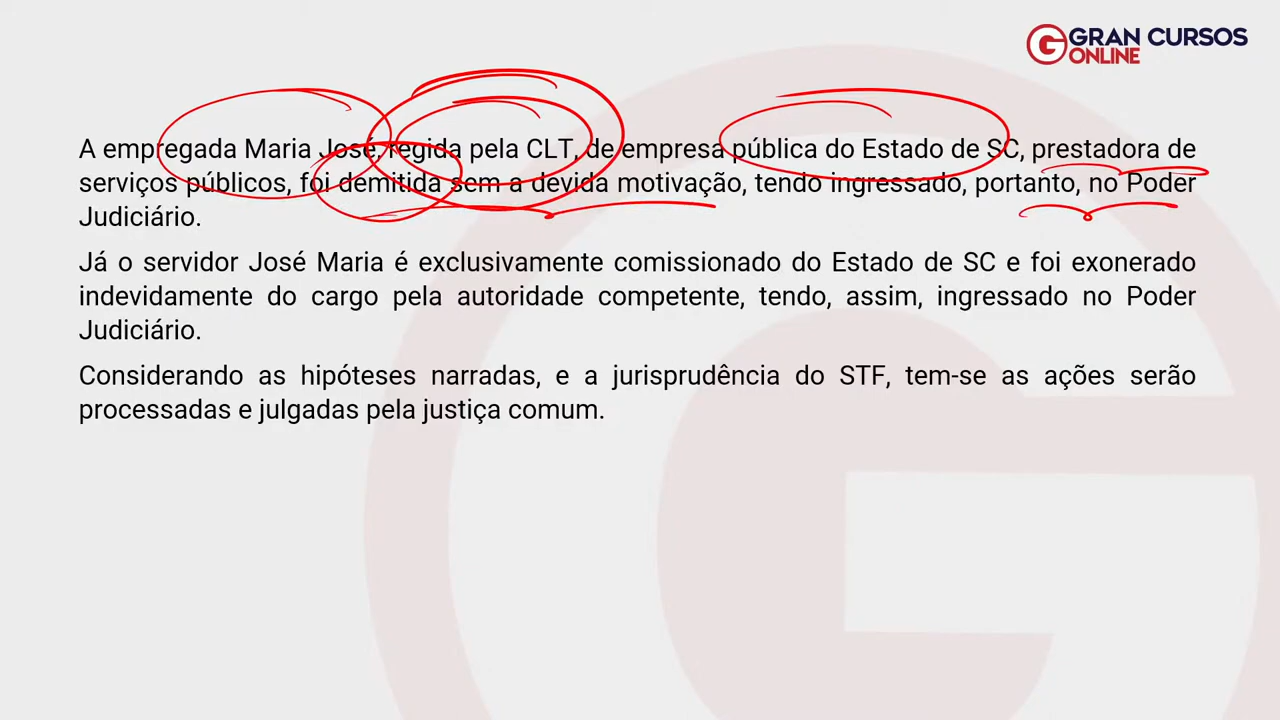 GRAN CURSOS
ONLINE
A empregada Maria José, regida pela CLT, de empresa pública do Estado de SC, prestadora de
serviços públicos, foi demitida sem a devida motivação, tendo ingressado, portanto, no Poder
Judiciário.
Já o servidor José Maria é exclusivamente comissionado do Estado de SC e foi exonerado
indevidamente do cargo pela autoridade competente, tendo, assim, ingressado no Poder
Judiciário.
Considerando as hipóteses narradas, e a jurisprudência do STF, tem-se as ações serão
processadas e julgadas pela justiça comum.